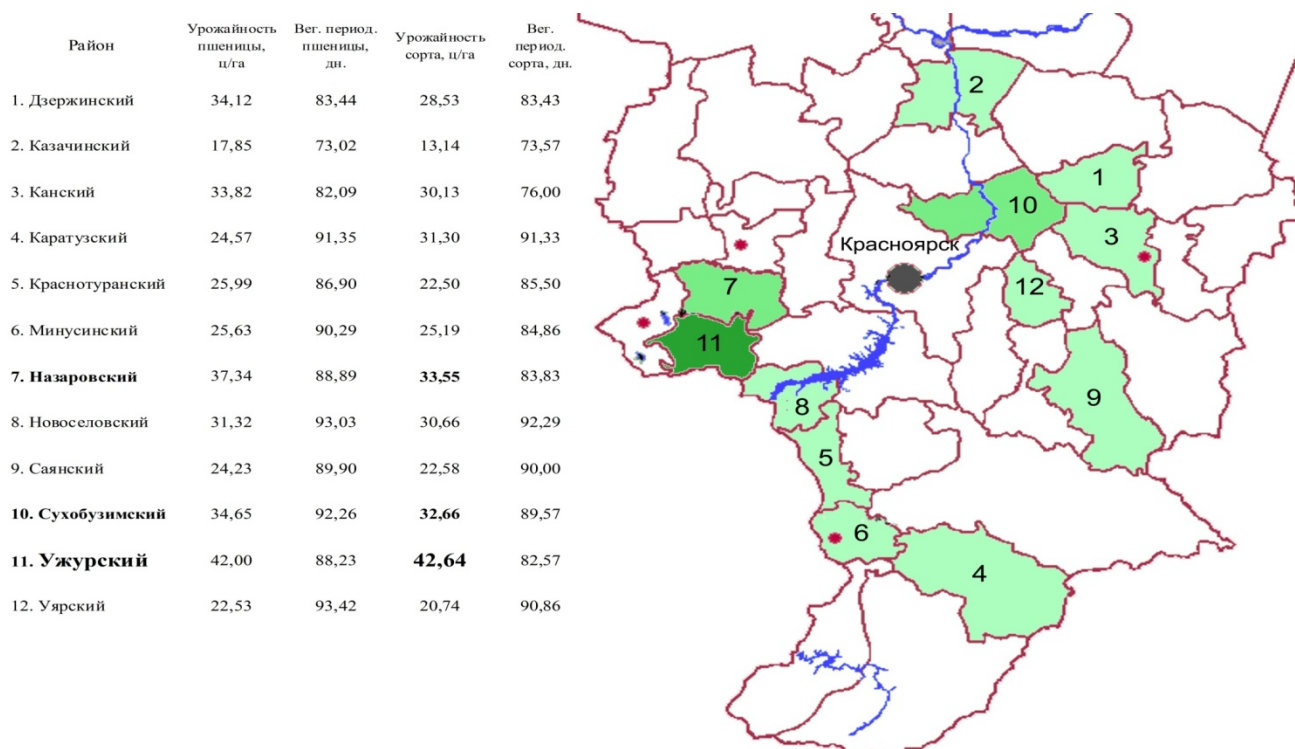 Район Урожайность пшеницы, ц/га Вег. период. пшеницы, дн. Урожайность сорта, ц/га Вег. период. сорта, дн.
1. Дзержинский 34,12 83,44 28,53 83,43
2. Казачинский 17,85 73,02 13,14 73,57
3. Канский 33,82 82,09 30,13 76,00
4. Каратузский 24,57 91,35 31,30 91,33
5. Краснотуранский 25,99 86,90 22,50 85,50
6. Минусинский 25,63 90,29 25,19 84,86
7. Назаровский 37,34 88,89 33,55 83,83
8. Новоселовский 31,32 93,03 30,66 92,29
9. Саянский 24,23 89,90 22,58 90,00
10. Сухобузимский 34,65 92,26 32,66 89,57
11. Ужурский 42,00 88,23 42,64 82,57
12. Уярский 22,53 93,42 20,74 90,86
2
1
10
3
Красноярск
7
12
11
8
9
5
6
4